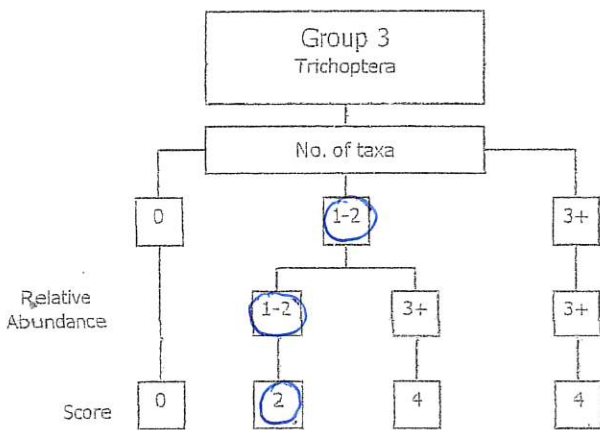 Group 3
Trichoptera
No. of taxa
0 1-2 3+
Relative
Abundance
1-2 3+ 3+
Score 0 2 4 4